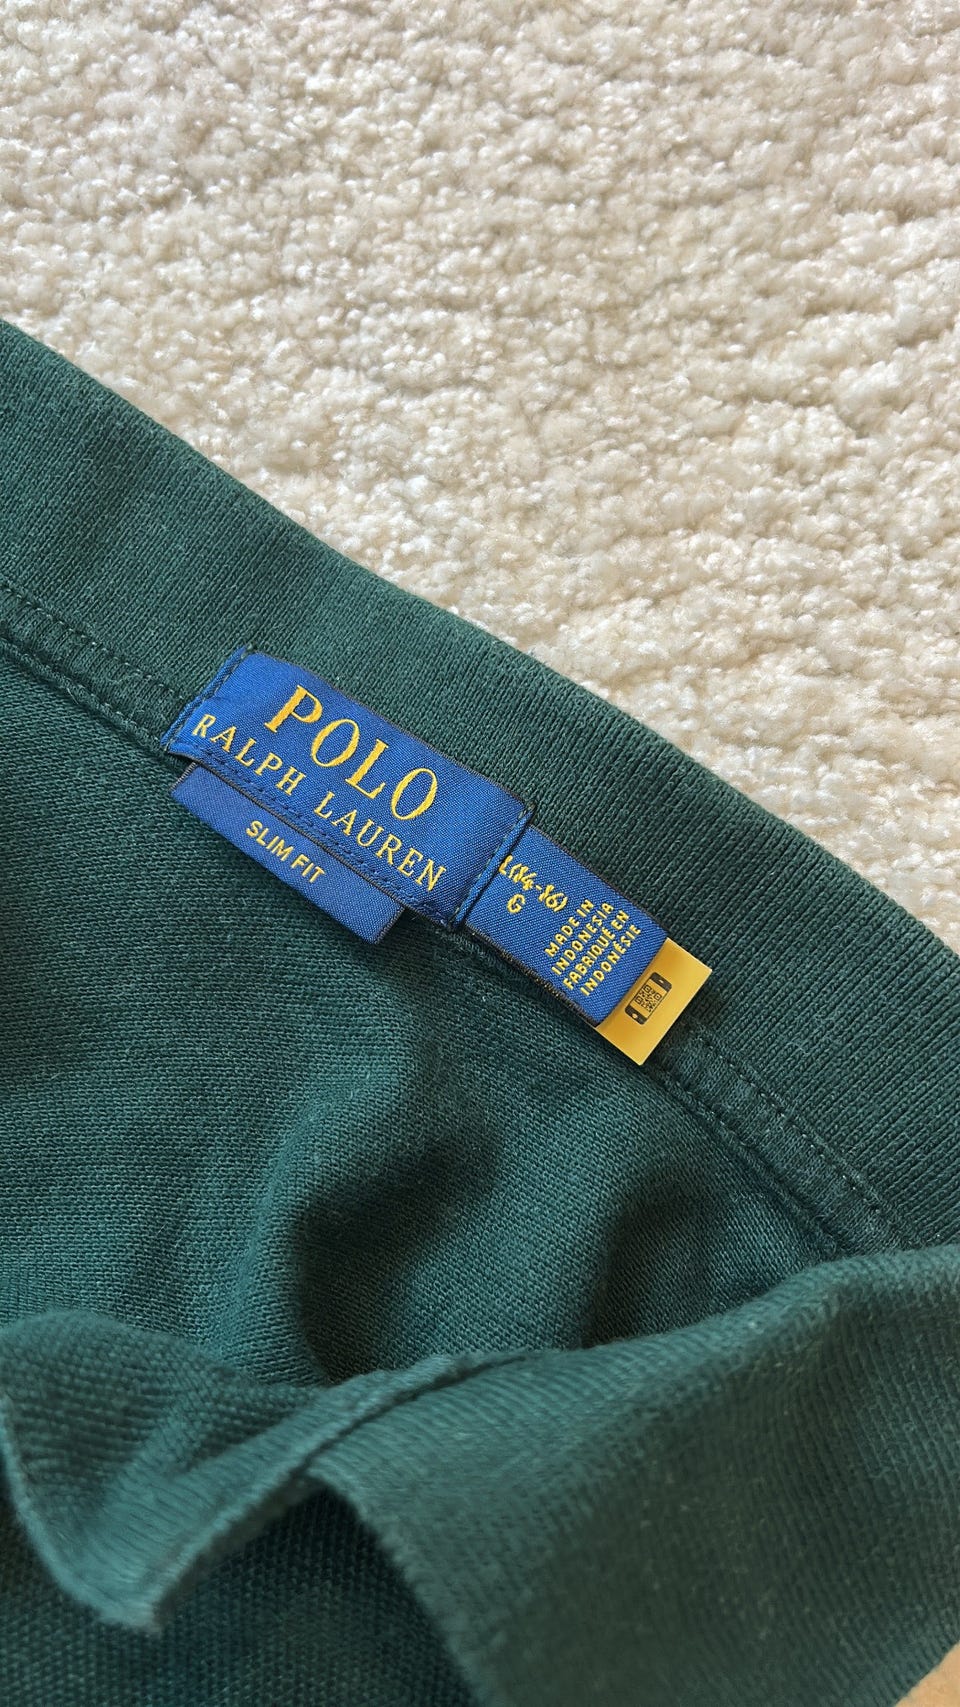 POLO
RALPH LAUREN
SLIM FIT
L(14-16)
G
MADE IN
INDONESIA
FABRIQUÉ EN
INDONÉSIE